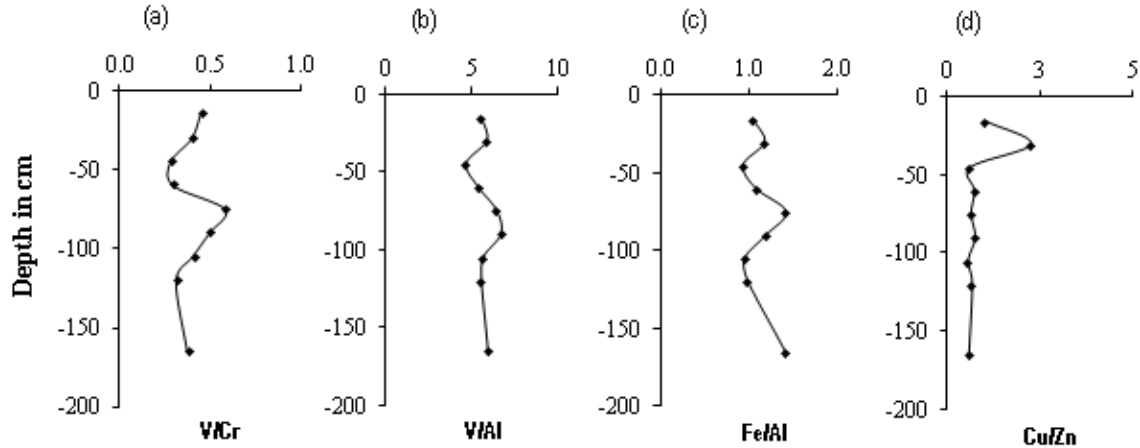 (a) (b) (c) (d)
0.0 0.5 1.0 0 5 10 0.0 1.0 2.0 0 3 5
0 0 0 0
-50 -50 -50 -50
-100 -100 -100 -100
-150 -150 -150 -150
-200 -200 -200 -200
Depth in cm
V/Cr V/Al Fe/Al Cu/Zn